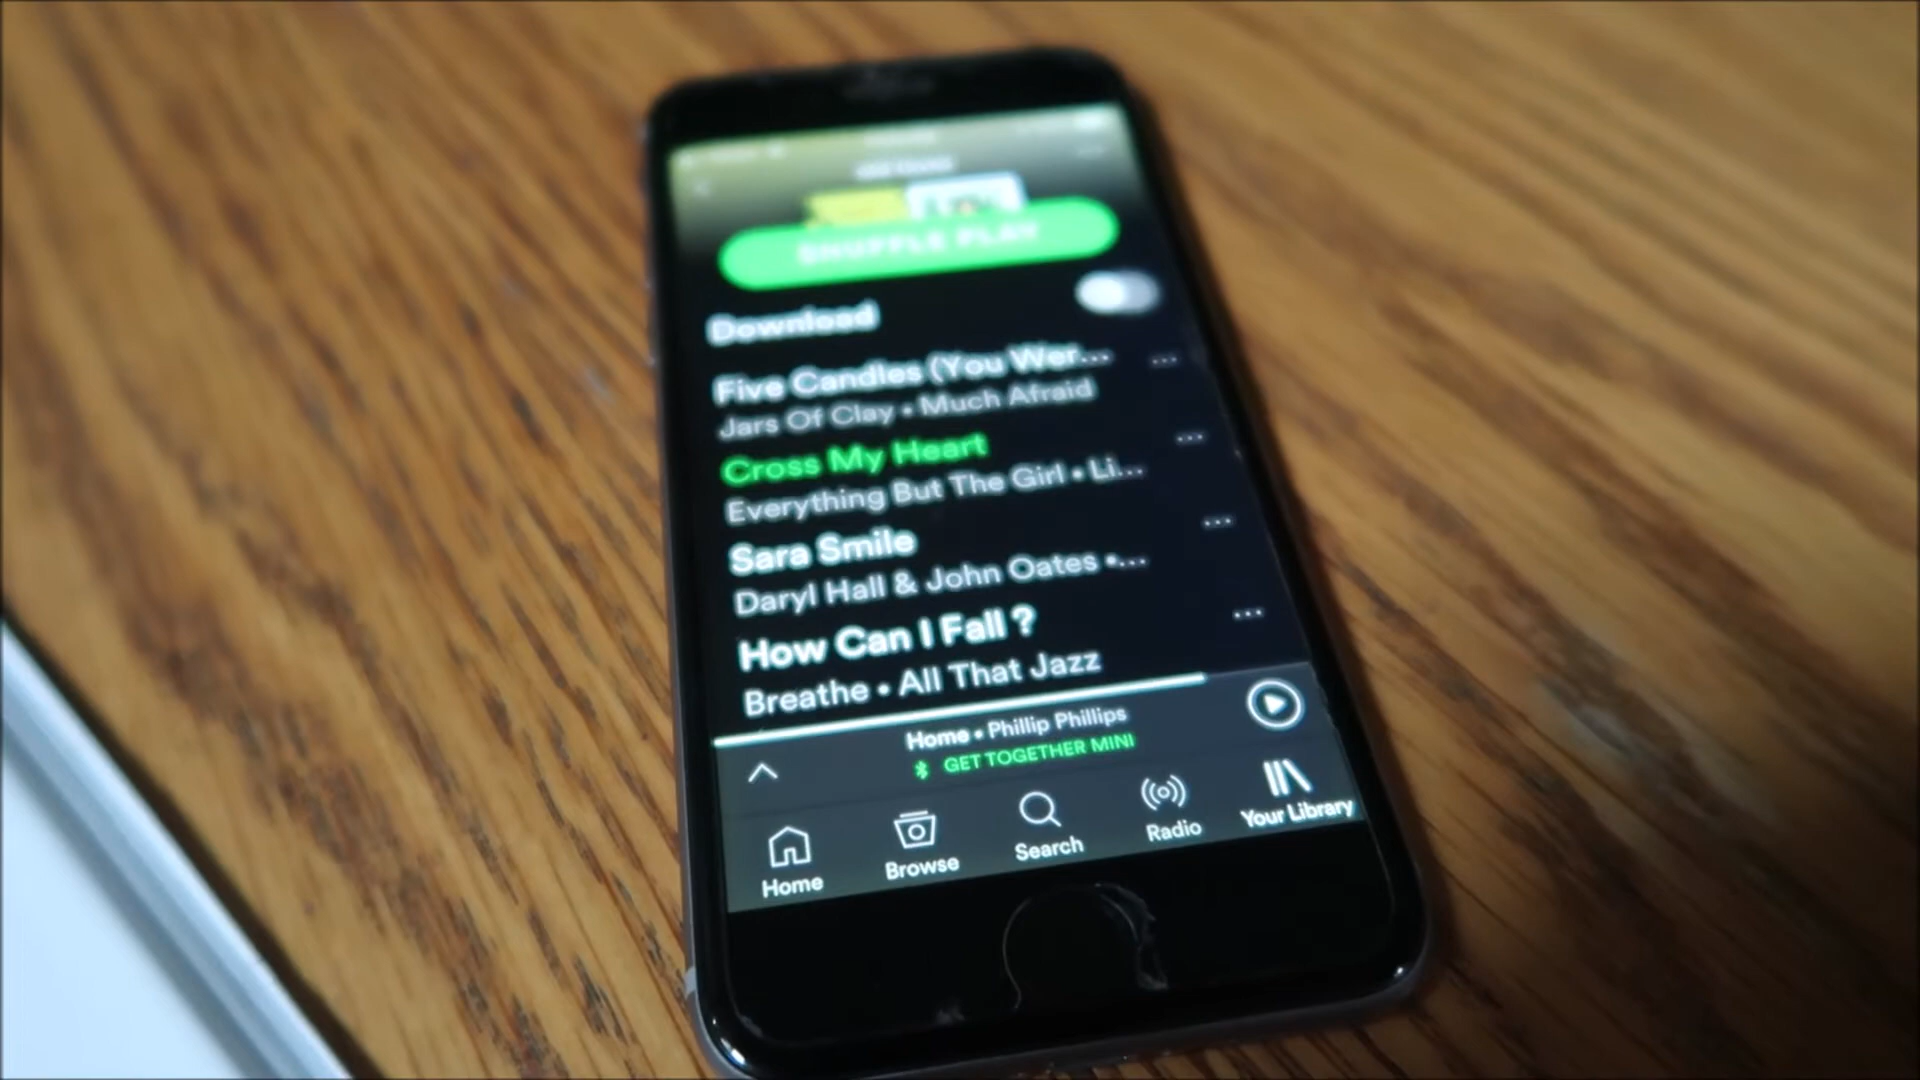 SHUFFLE PLAY
Download
Five Candles (You Wer...
Jars Of Clay • Much Afraid
Cross My Heart
Everything But The Girl • Li...
Sara Smile
Daryl Hall & John Oates •...
How Can I Fall ?
Breathe • All That Jazz
Home • Phillip Phillips
GET TOGETHER MINI
Home
Browse
Search
Radio
Your Library